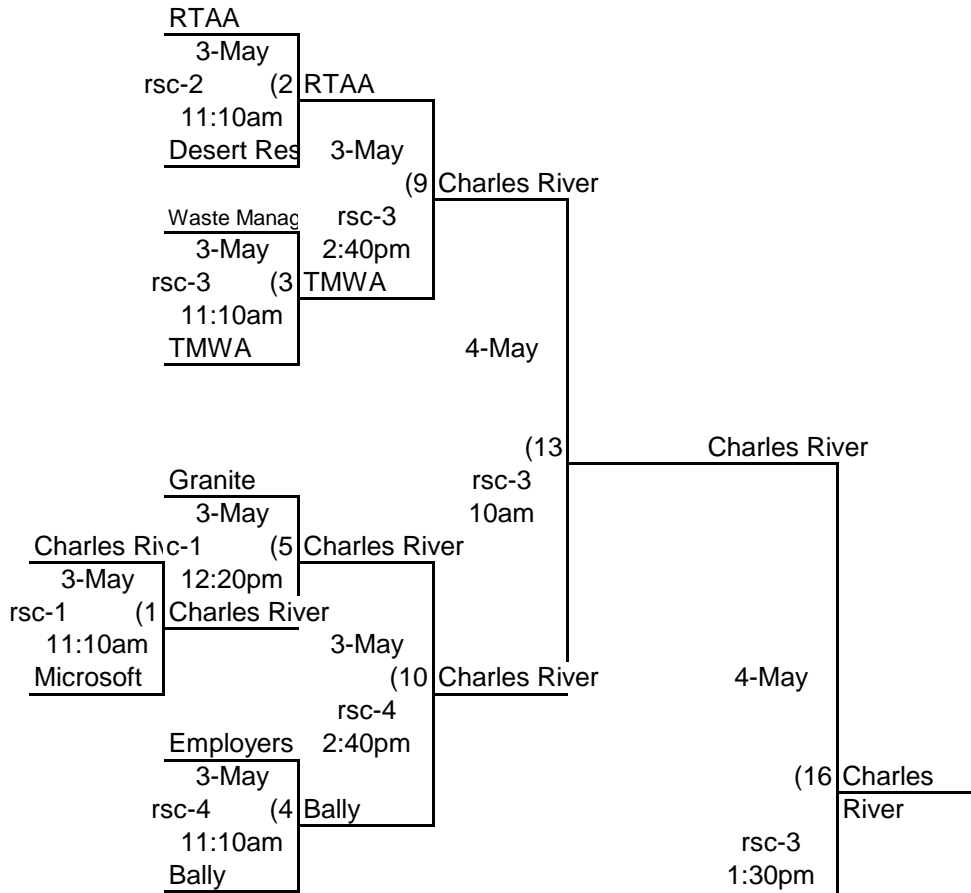 RTAA
3-May
rsc-2 (2 RTAA
11:10am
Desert Res 3-May
(9 Charles River
Waste Manag rsc-3
3-May 2:40pm
rsc-3 (3 TMWA
11:10am
TMWA 4-May
(13 Charles River
Granite rsc-3
3-May 10am
Charles Riv c-1 (5 Charles River
3-May 12:20pm
rsc-1 (1 Charles River
11:10am 3-May
Microsoft (10 Charles River 4-May
rsc-4
Employers 2:40pm
3-May (16 Charles
rsc-4 (4 Bally River
11:10am rsc-3
Bally 1:30pm